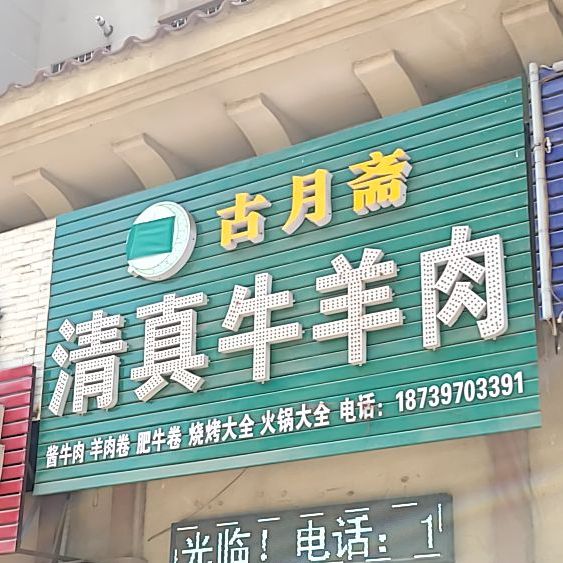 古月斋
清真牛羊肉
酱牛肉 羊肉卷 肥牛卷 烧烤大全 火锅大全 电话：18739703391
光临！电话：1